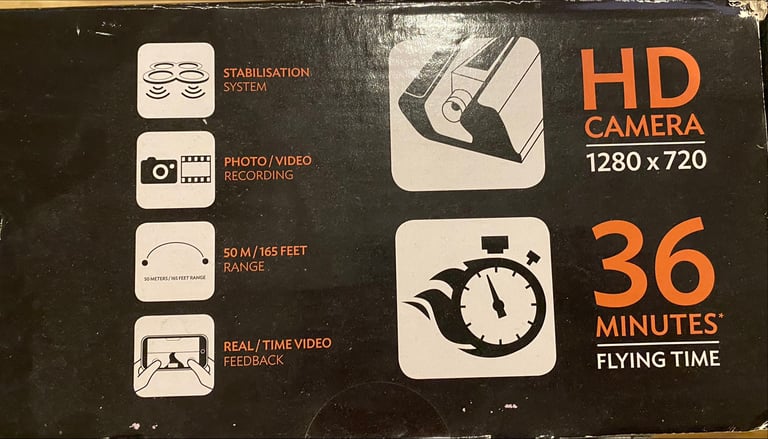 STABILISATION
SYSTEM
PHOTO / VIDEO
RECORDING
50 M / 165 FEET
RANGE
50 METERS / 165 FEET RANGE
REAL / TIME VIDEO
FEEDBACK
HD
CAMERA
1280 x 720
36
MINUTES*
FLYING TIME